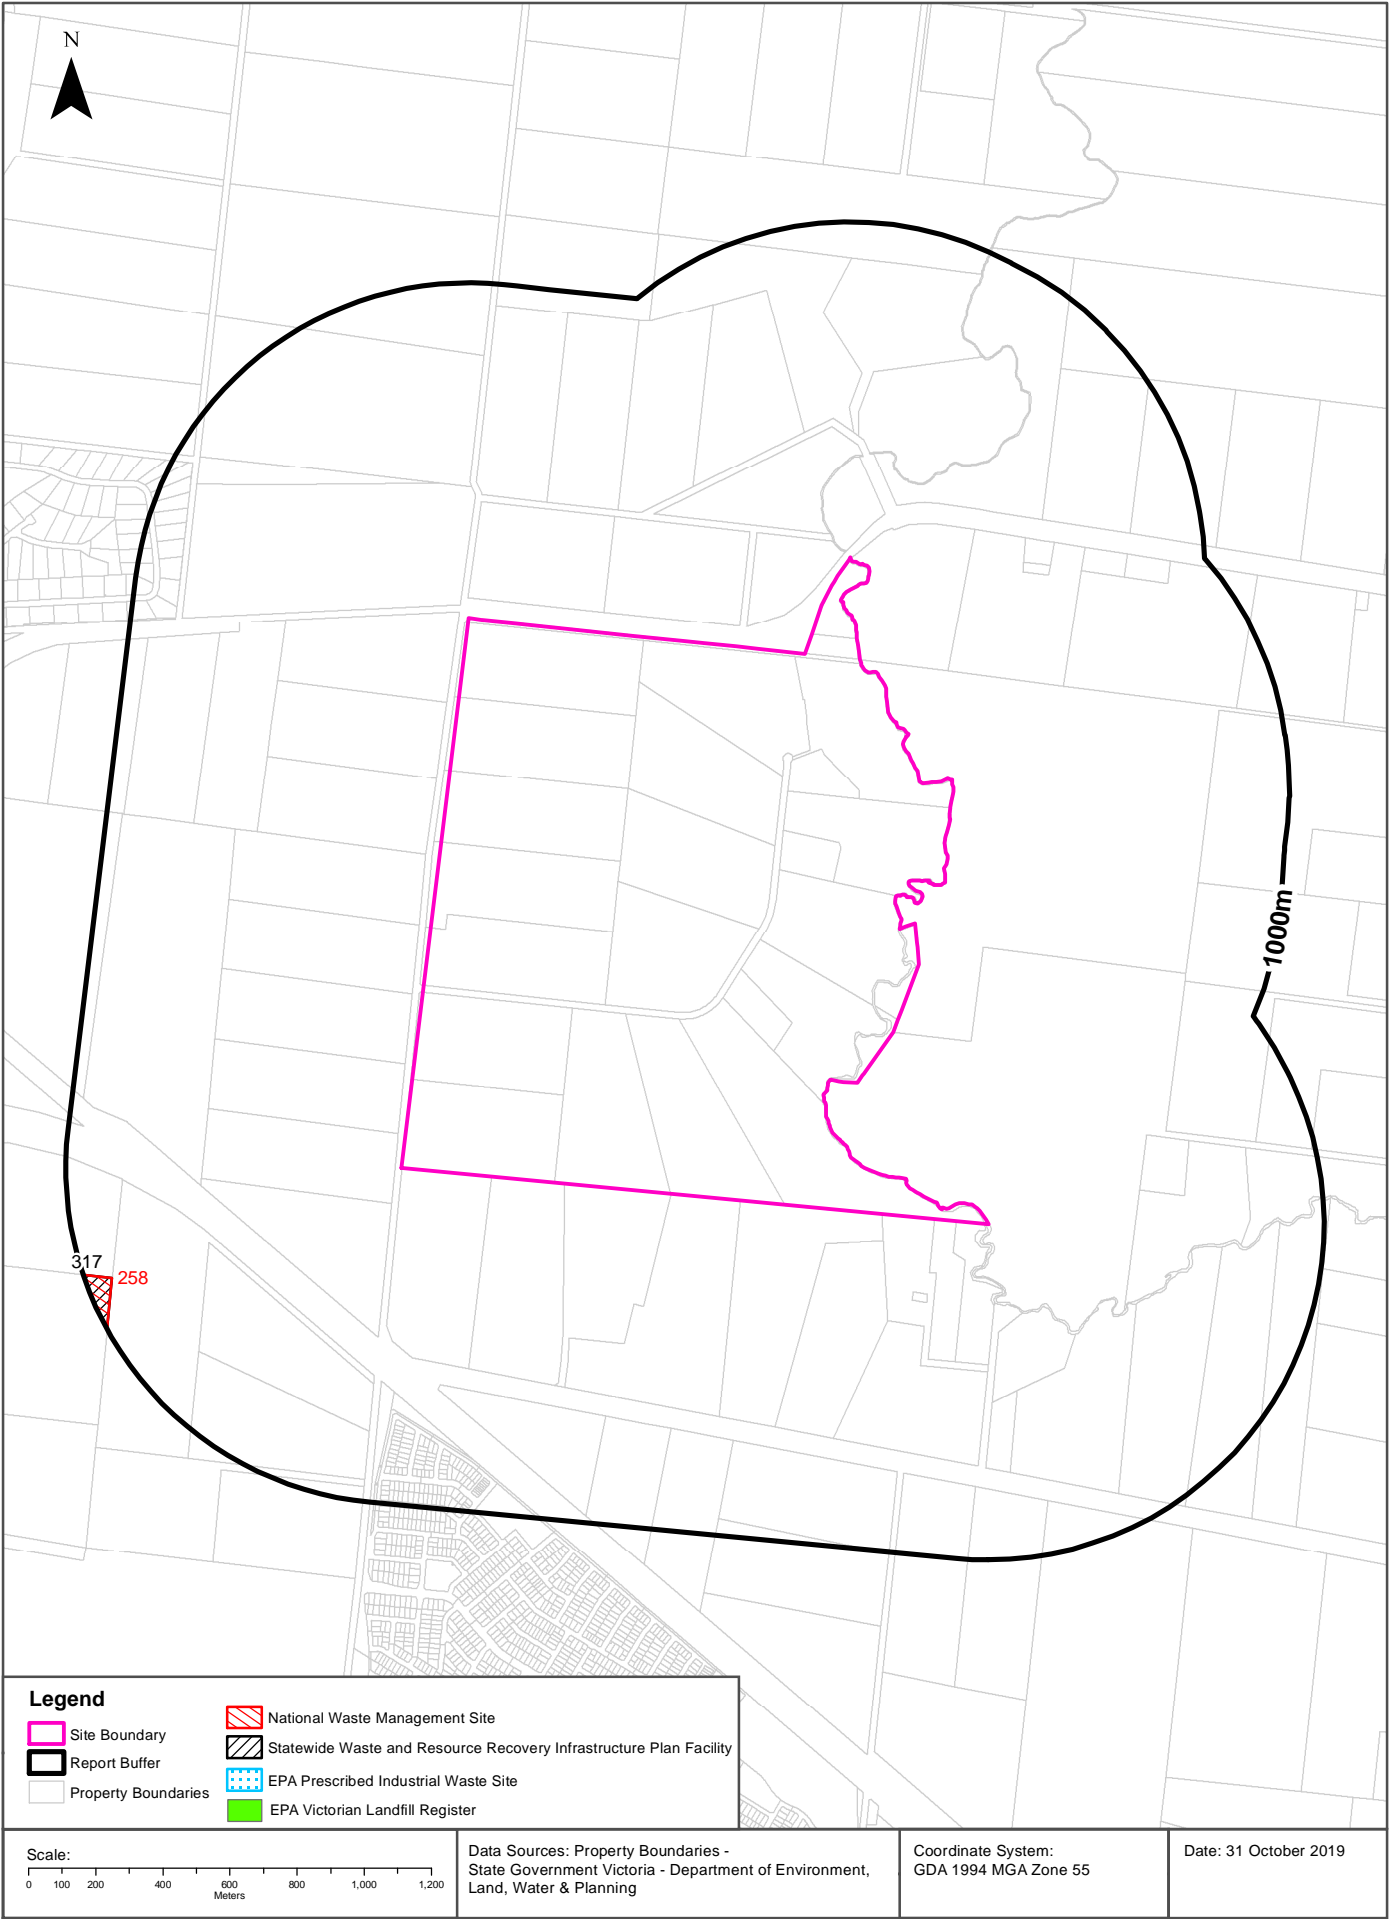 N
1000m
317
258
Legend
Site Boundary
Report Buffer
Property Boundaries
National Waste Management Site
Statewide Waste and Resource Recovery Infrastructure Plan Facility
EPA Prescribed Industrial Waste Site
EPA Victorian Landfill Register
Scale:
0 100 200 400 600 800 1,000 1,200
Meters
Data Sources: Property Boundaries -
State Government Victoria - Department of Environment,
Land, Water & Planning
Coordinate System:
GDA 1994 MGA Zone 55
Date: 31 October 2019